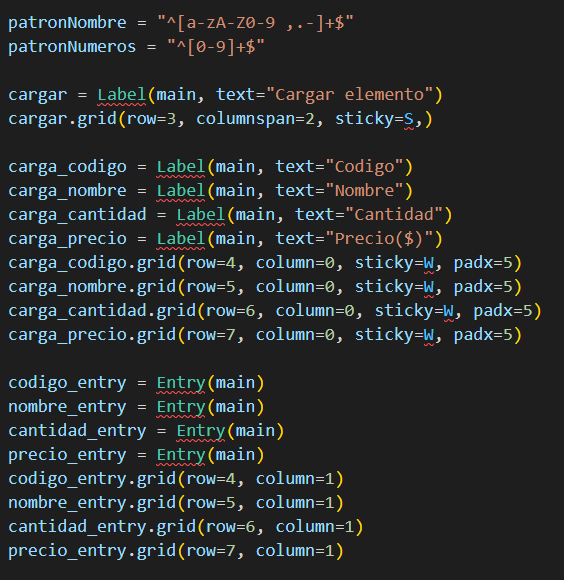 patronNombre = "^[a-zA-Z0-9 ,.-]+$"
patronNumeros = "^[0-9]+$"
cargar = Label(main, text="Cargar elemento")
cargar.grid(row=3, columnspan=2, sticky=S,)
carga_codigo = Label(main, text="Codigo")
carga_nombre = Label(main, text="Nombre")
carga_cantidad = Label(main, text="Cantidad")
carga_precio = Label(main, text="Precio($)")
carga_codigo.grid(row=4, column=0, sticky=W, padx=5)
carga_nombre.grid(row=5, column=0, sticky=W, padx=5)
carga_cantidad.grid(row=6, column=0, sticky=W, padx=5)
carga_precio.grid(row=7, column=0, sticky=W, padx=5)
codigo_entry = Entry(main)
nombre_entry = Entry(main)
cantidad_entry = Entry(main)
precio_entry = Entry(main)
codigo_entry.grid(row=4, column=1)
nombre_entry.grid(row=5, column=1)
cantidad_entry.grid(row=6, column=1)
precio_entry.grid(row=7, column=1)